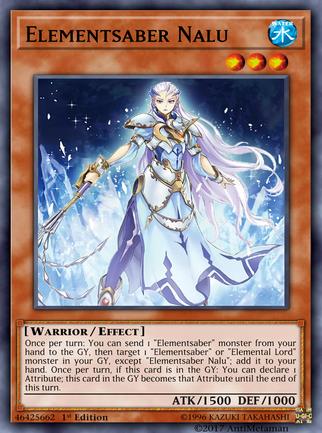 Elementsaber Nalu
WATER
水
[Warrior / Effect]
Once per turn: You can send 1 "Elementsaber" monster from
your hand to the GY, then target 1 "Elementsaber" or "Elemental Lord"
monster in your GY, except "Elementsaber Nalu"; add it to
your hand. Once per turn, if this card is in the GY: You can declare
1 Attribute; this card in the GY becomes that Attribute until the end of
this turn.
ATK/1500 DEF/1000
46425662 1st Edition ©1996 KAZUKI TAKAHASHI
©2017 AntiMetaman